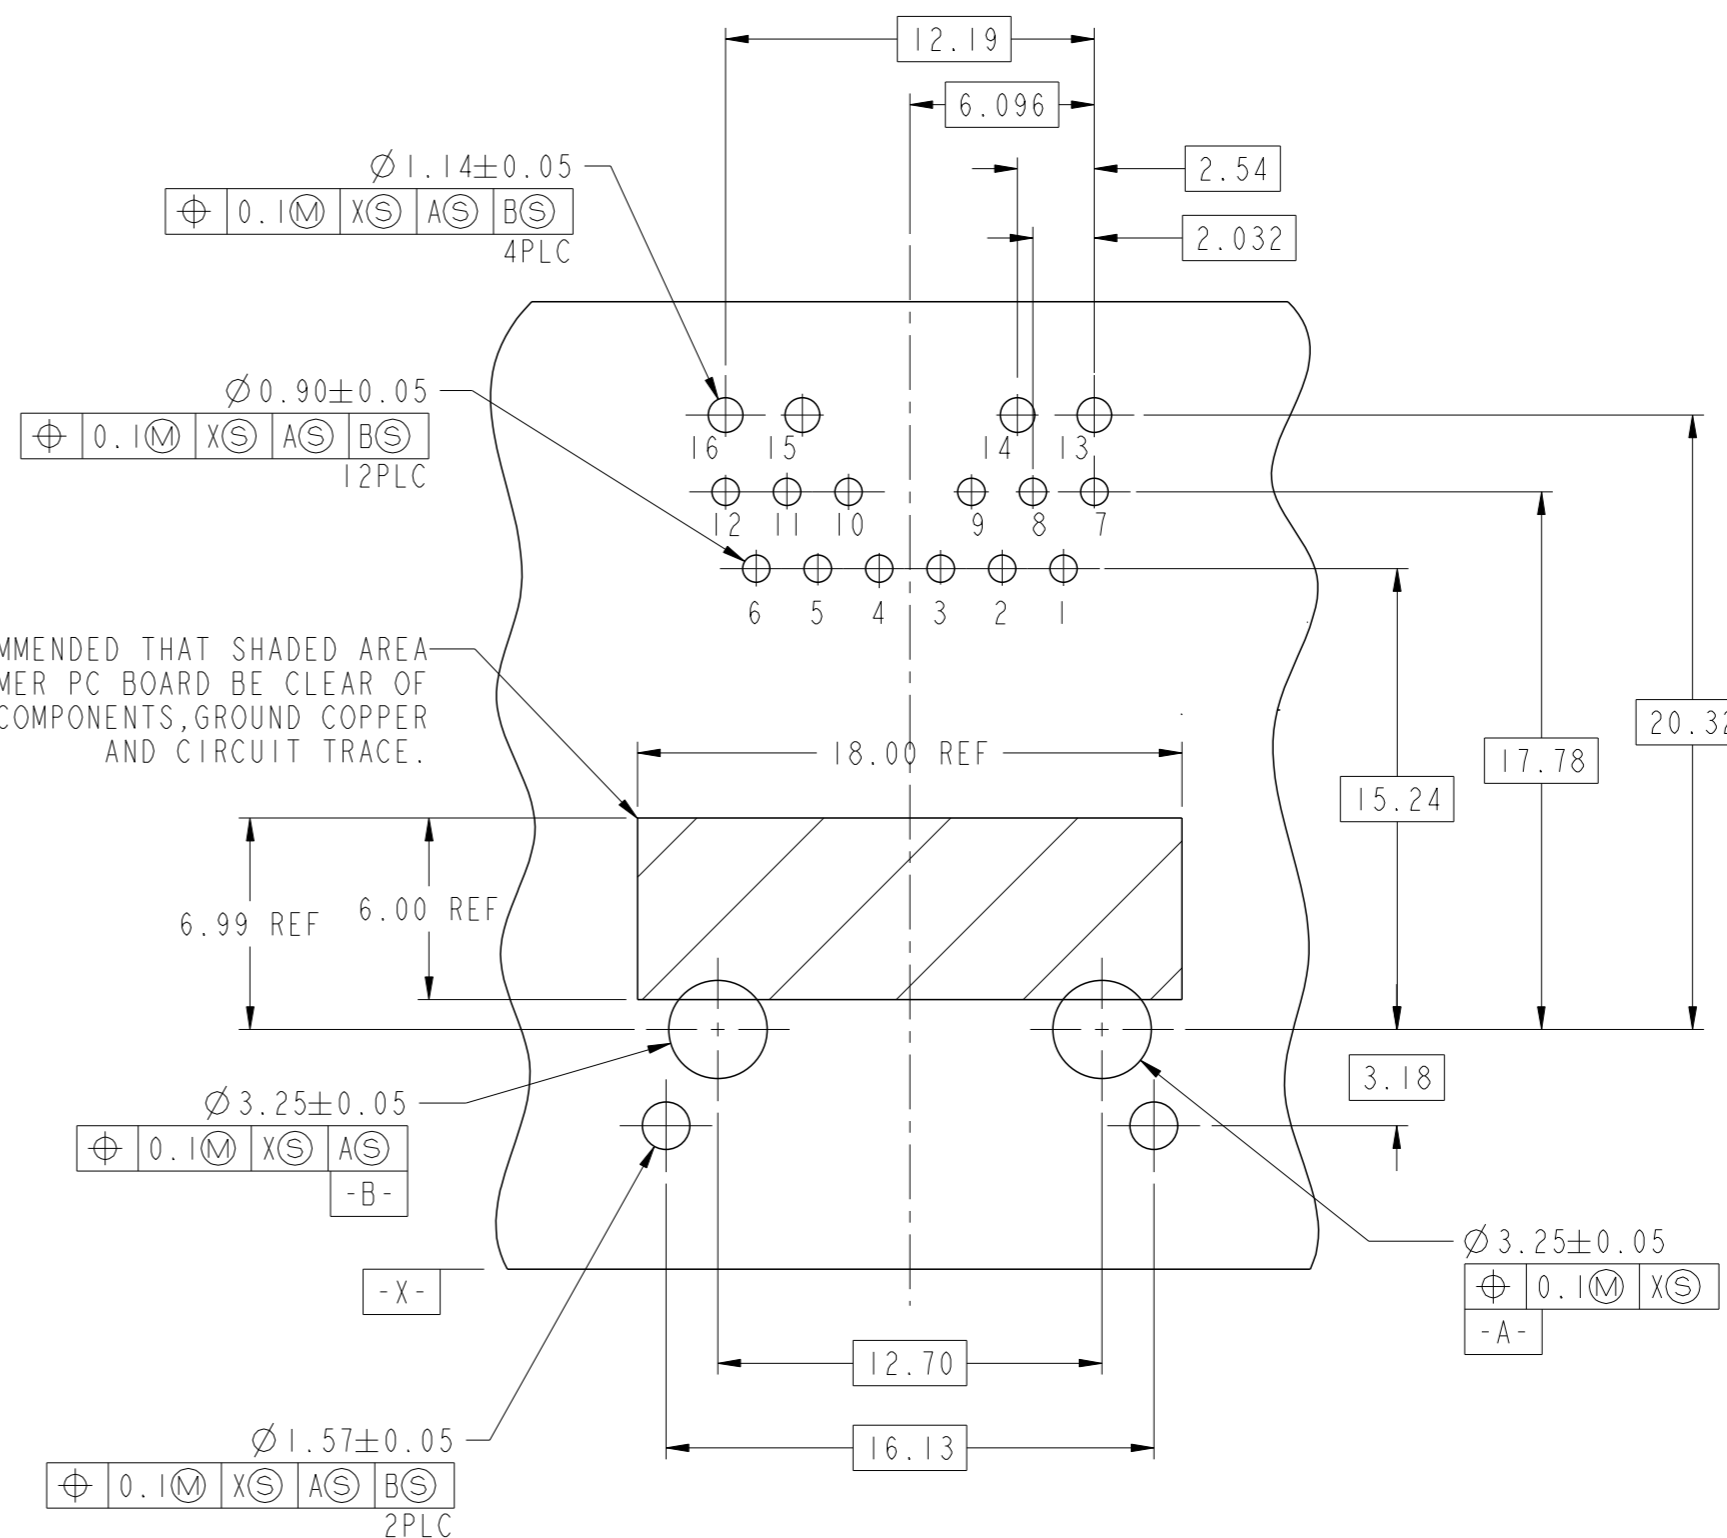 12.19
6.096
2.54
2.032
Ø1.14±0.05
⌖ 0.1Ⓜ XⓈ AⓈ BⓈ
4PLC
Ø0.90±0.05
⌖ 0.1Ⓜ XⓈ AⓈ BⓈ
12PLC
16 15 14 13
12 11 10 9 8 7
6 5 4 3 2 1
MMENDED THAT SHADED AREA
MER PC BOARD BE CLEAR OF
COMPONENTS,GROUND COPPER
AND CIRCUIT TRACE.
18.00 REF
20.32
17.78
15.24
6.99 REF
6.00 REF
3.18
Ø3.25±0.05
⌖ 0.1Ⓜ XⓈ AⓈ
-B-
-X-
Ø3.25±0.05
⌖ 0.1Ⓜ XⓈ
-A-
12.70
16.13
Ø1.57±0.05
⌖ 0.1Ⓜ XⓈ AⓈ BⓈ
2PLC